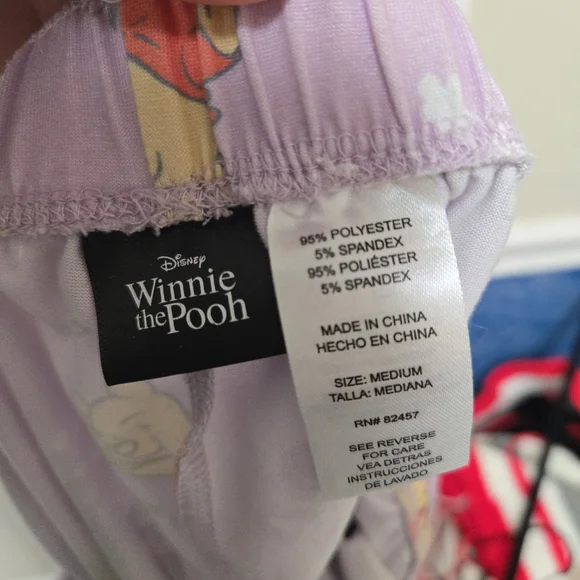 Disney
Winnie
the Pooh
95% POLYESTER
5% SPANDEX
95% POLIÉSTER
5% SPANDEX
MADE IN CHINA
HECHO EN CHINA
SIZE: MEDIUM
TALLA: MEDIANA
RN# 82457
SEE REVERSE
FOR CARE
VEA DETRAS
INSTRUCCIONES
DE LAVADO